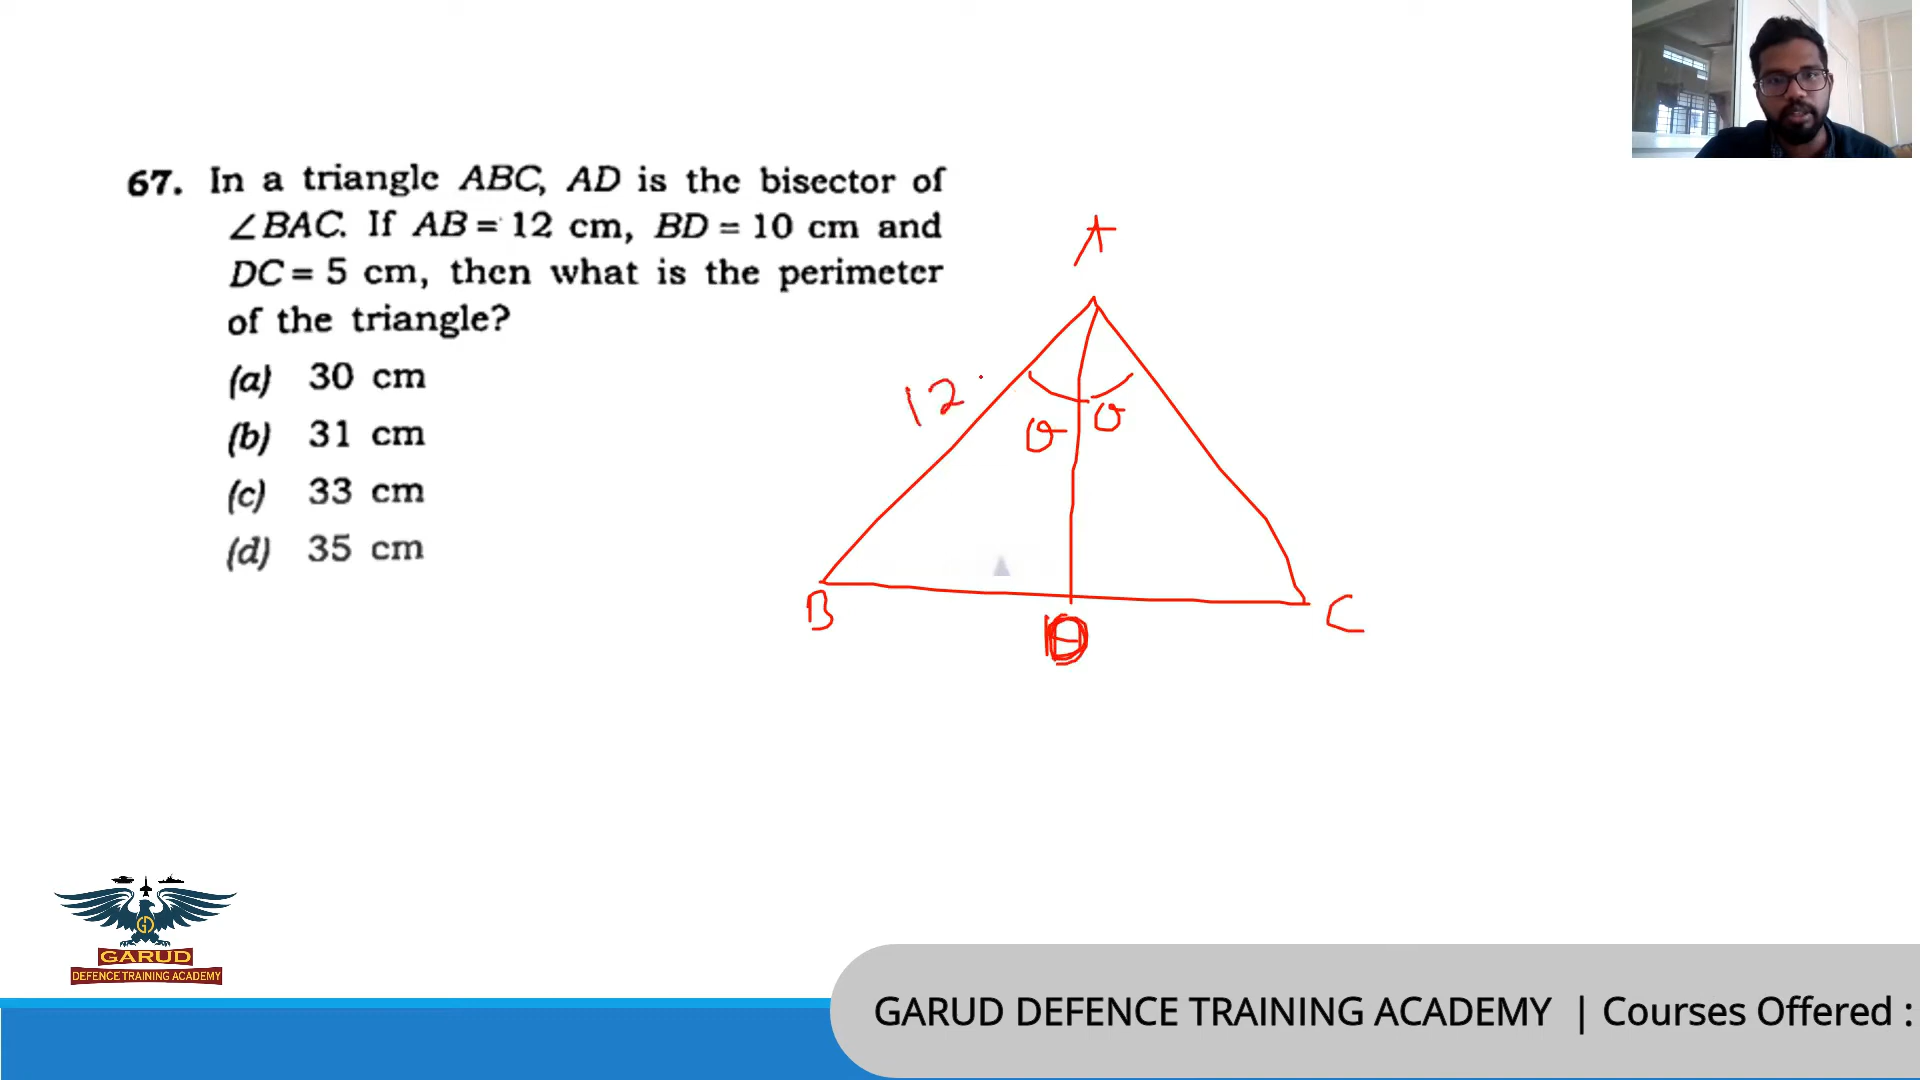 67. In a triangle ABC, AD is the bisector of
∠BAC. If AB = 12 cm, BD = 10 cm and
DC = 5 cm, then what is the perimeter
of the triangle?
(a) 30 cm
(b) 31 cm
(c) 33 cm
(d) 35 cm
A
12
θ θ
B
D
C
GARUD
DEFENCE TRAINING ACADEMY
GARUD DEFENCE TRAINING ACADEMY | Courses Offered :